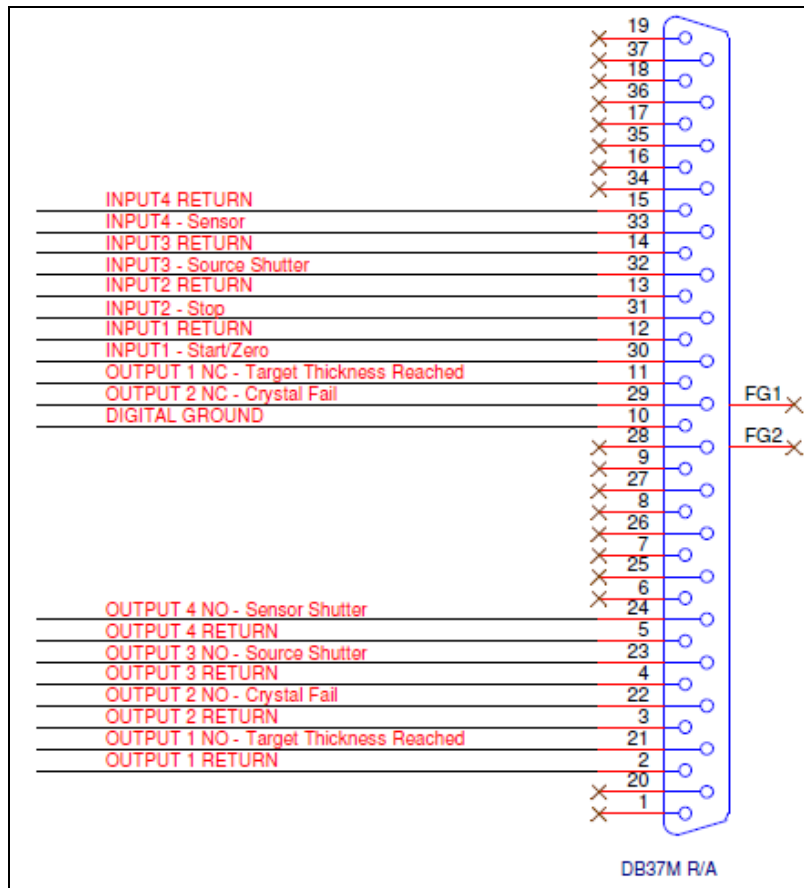 19
37
18
36
17
35
16
34
INPUT4 RETURN 15
INPUT4 - Sensor 33
INPUT3 RETURN 14
INPUT3 - Source Shutter 32
INPUT2 RETURN 13
INPUT2 - Stop 31
INPUT1 RETURN 12
INPUT1 - Start/Zero 30
OUTPUT 1 NC - Target Thickness Reached 11
OUTPUT 2 NC - Crystal Fail 29 FG1
DIGITAL GROUND 10
28 FG2
9
27
8
26
7
25
6
OUTPUT 4 NO - Sensor Shutter 24
OUTPUT 4 RETURN 5
OUTPUT 3 NO - Source Shutter 23
OUTPUT 3 RETURN 4
OUTPUT 2 NO - Crystal Fail 22
OUTPUT 2 RETURN 3
OUTPUT 1 NO - Target Thickness Reached 21
OUTPUT 1 RETURN 2
20
1
DB37M R/A